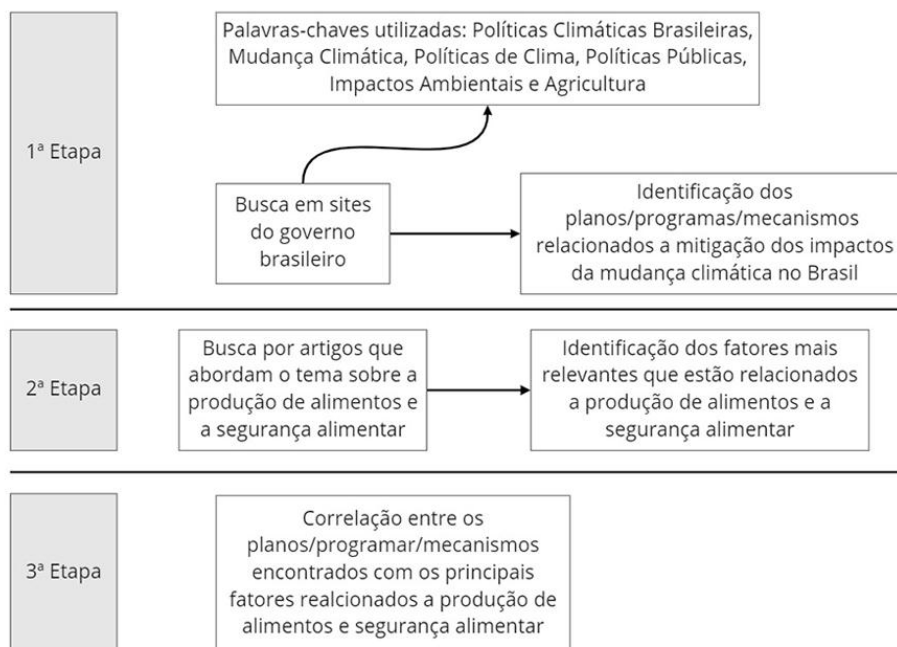 Palavras-chaves utilizadas: Políticas Climáticas Brasileiras,
Mudança Climática, Políticas de Clima, Políticas Públicas,
Impactos Ambientais e Agricultura
1ª Etapa
Busca em sites
do governo
brasileiro
Identificação dos
planos/programas/mecanismos
relacionados a mitigação dos impactos
da mudança climática no Brasil
2ª Etapa
Busca por artigos que
abordam o tema sobre a
produção de alimentos e
a segurança alimentar
Identificação dos fatores mais
relevantes que estão relacionados
a produção de alimentos e a
segurança alimentar
3ª Etapa
Correlação entre os
planos/programar/mecanismos
encontrados com os principais
fatores realcionados a produção de
alimentos e segurança alimentar